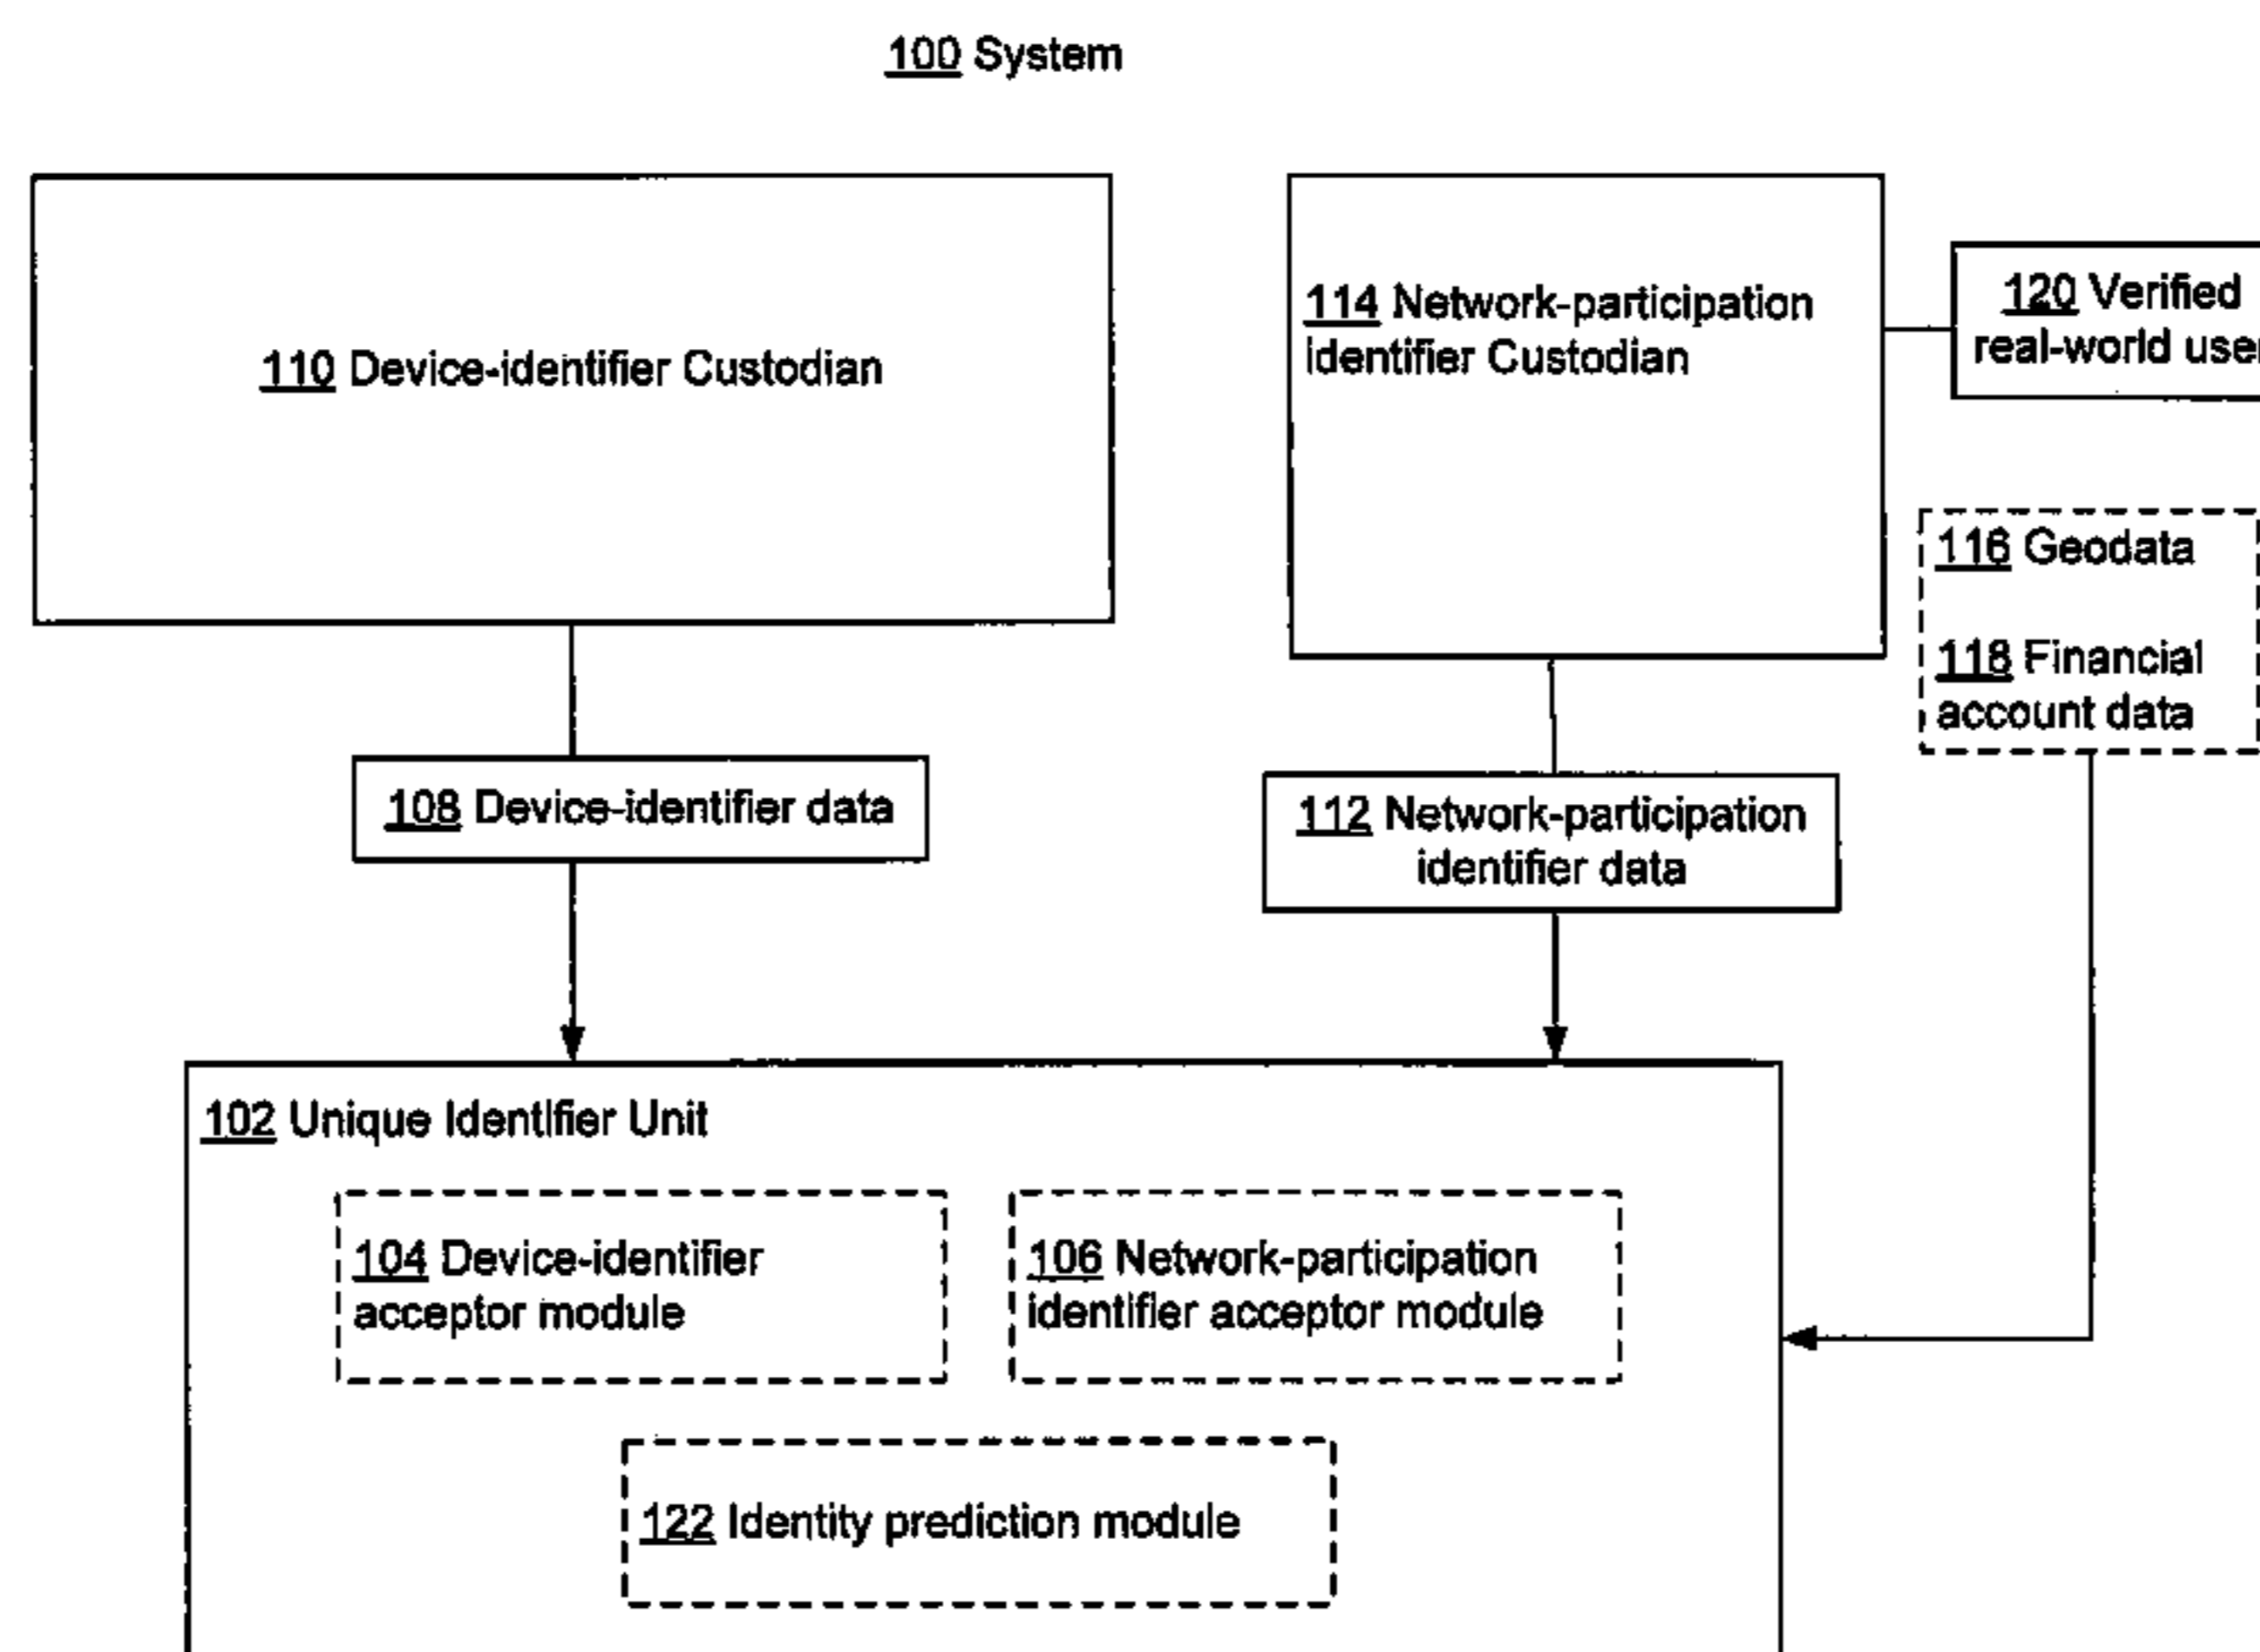 100 System
110 Device-identifier Custodian
114 Network-participation
identifier Custodian
120 Verified
real-world user
116 Geodata
118 Financial
account data
108 Device-identifier data
112 Network-participation
identifier data
102 Unique Identifier Unit
104 Device-identifier
acceptor module
106 Network-participation
identifier acceptor module
122 Identity prediction module